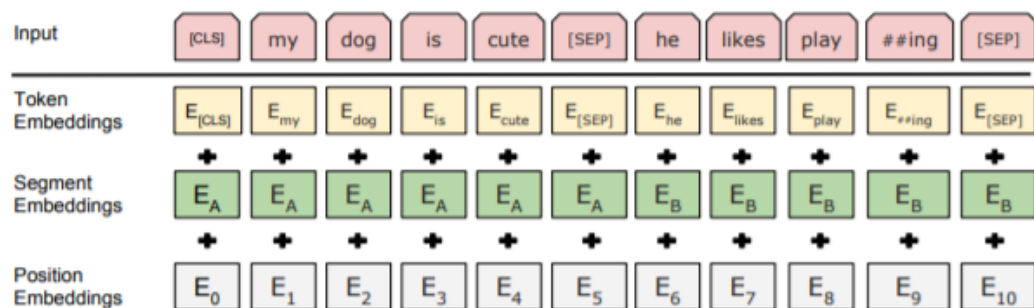 Input [CLS] my dog is cute [SEP] he likes play ##ing [SEP]
Token
Embeddings E[CLS] Emy Edog Eis Ecute E[SEP] Ehe Elikes Eplay E##ing E[SEP]
+ + + + + + + + + + +
Segment
Embeddings EA EA EA EA EA EA EB EB EB EB EB
+ + + + + + + + + + +
Position
Embeddings E0 E1 E2 E3 E4 E5 E6 E7 E8 E9 E10